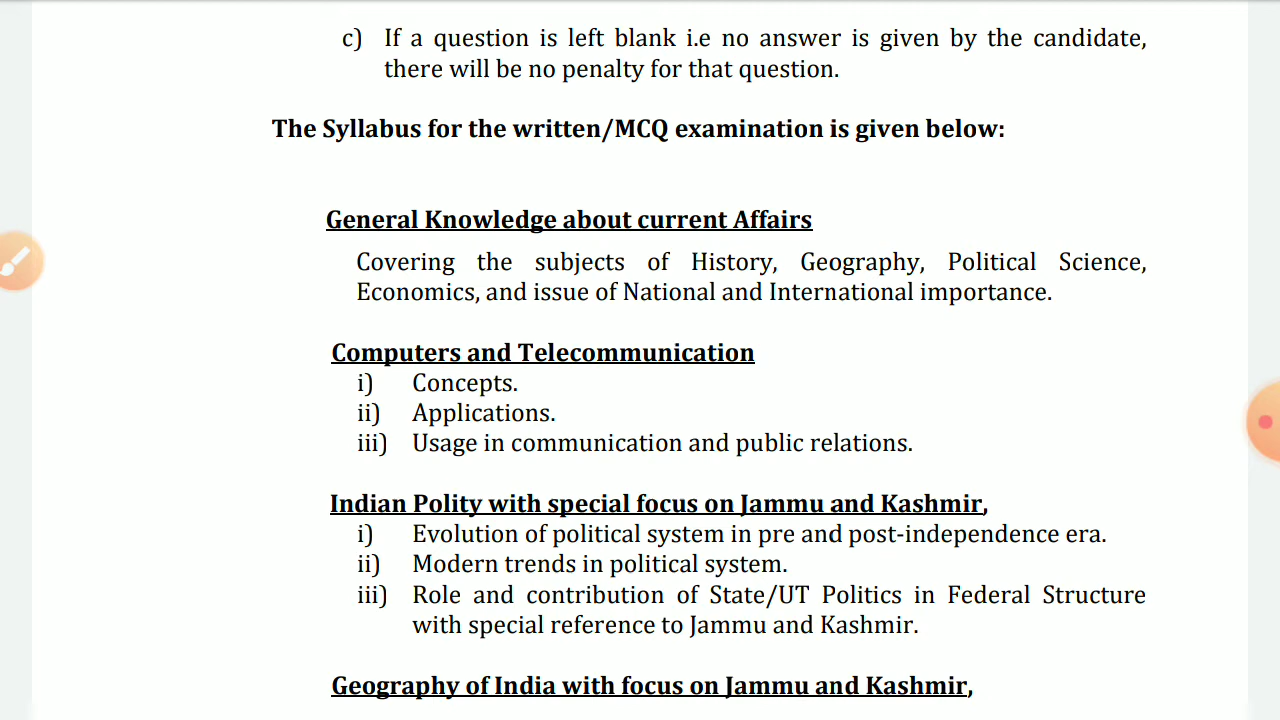 c) If a question is left blank i.e no answer is given by the candidate,
there will be no penalty for that question.
The Syllabus for the written/MCQ examination is given below:
General Knowledge about current Affairs
Covering the subjects of History, Geography, Political Science,
Economics, and issue of National and International importance.
Computers and Telecommunication
i) Concepts.
ii) Applications.
iii) Usage in communication and public relations.
Indian Polity with special focus on Jammu and Kashmir,
i) Evolution of political system in pre and post-independence era.
ii) Modern trends in political system.
iii) Role and contribution of State/UT Politics in Federal Structure
with special reference to Jammu and Kashmir.
Geography of India with focus on Jammu and Kashmir,